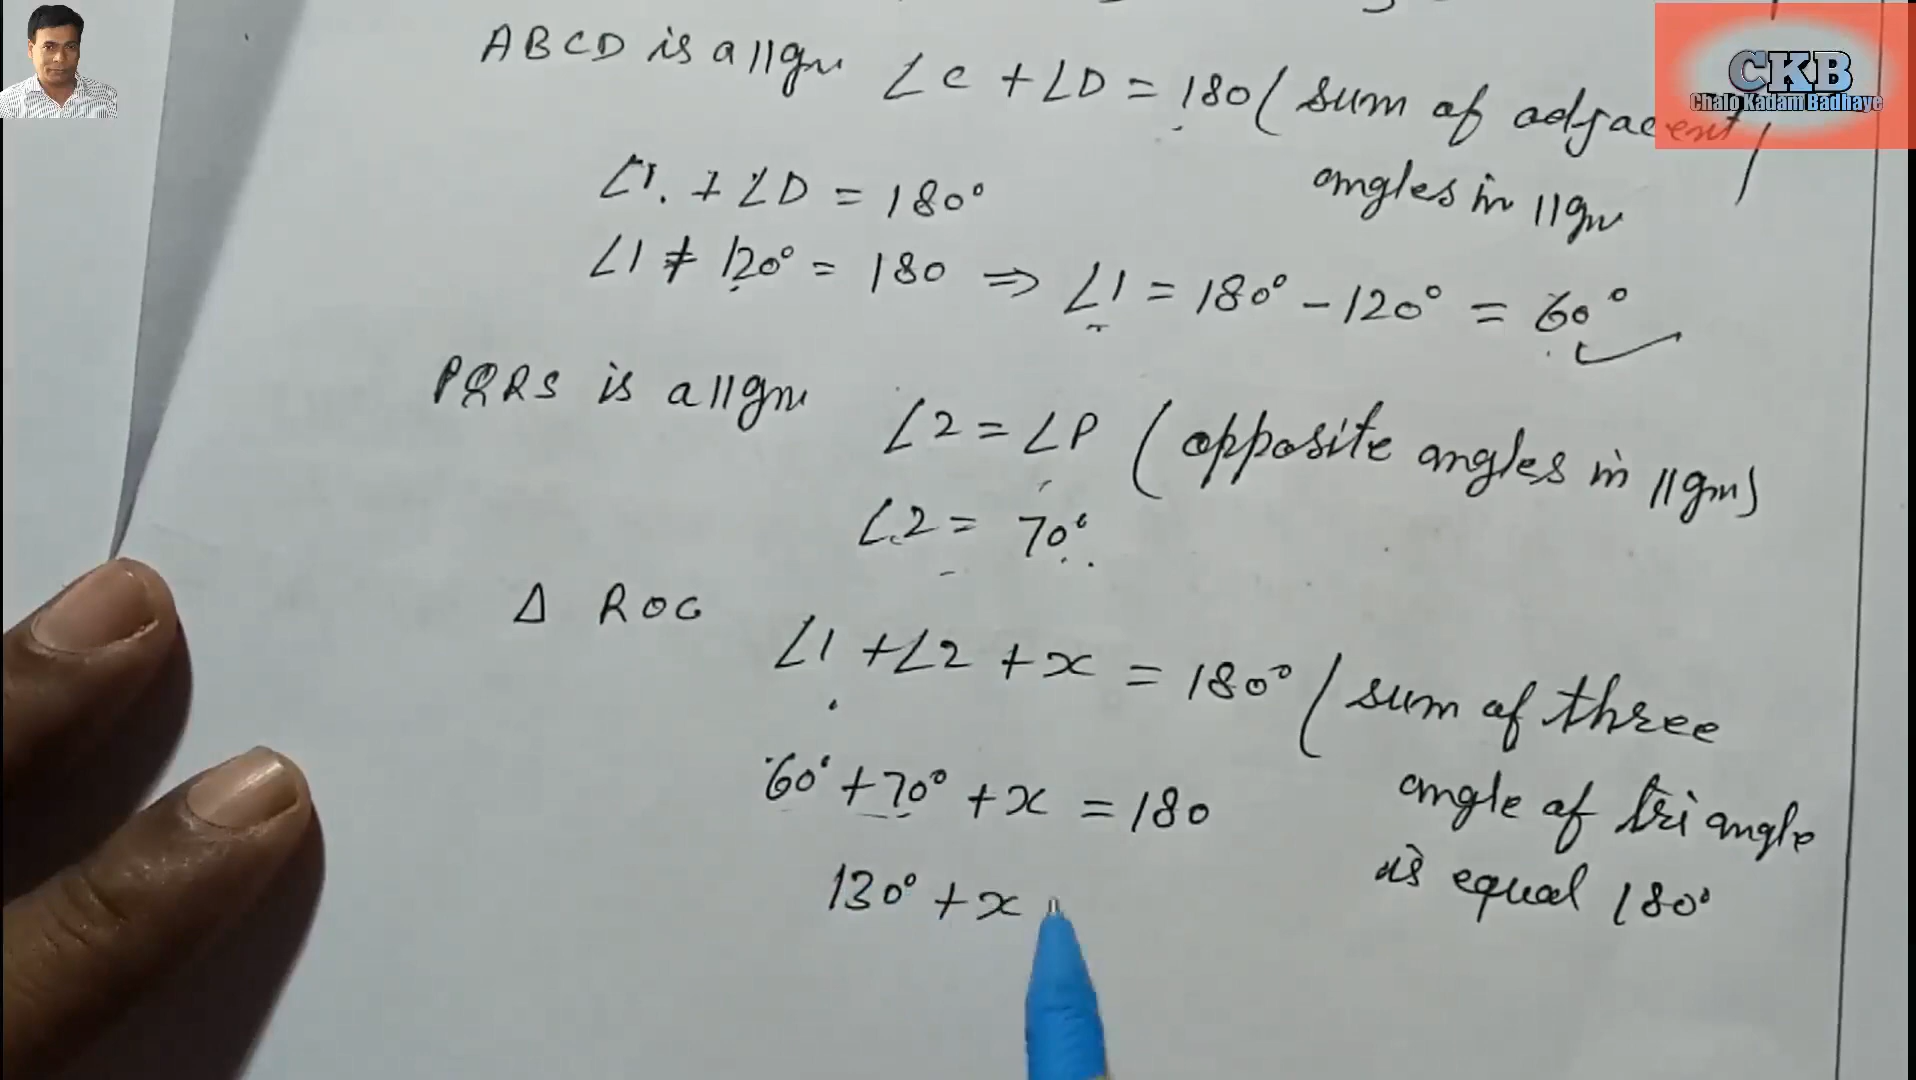 ABCD is a ||gm ∠C + ∠D = 180 ( sum of adjacent
angles in ||gm
∠1 + ∠D = 180°
∠1 + 120° = 180 ⇒ ∠1 = 180° - 120° = 60°
PQRS is a ||gm
∠2 = ∠P (opposite angles in ||gm)
∠2 = 70°
Δ ROC
∠1 + ∠2 + x = 180° ( sum of three
angle of triangle
is equal 180°
60° + 70° + x = 180
130° + x
CKB
Chalo Kadam Badhaye